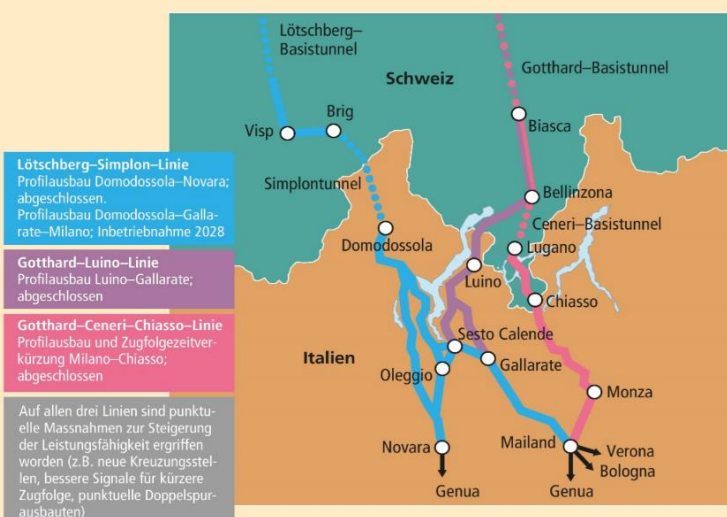 Lötschberg–
Basistunnel
Schweiz
Gotthard–Basistunnel
Brig
Visp
Biasca
Lötschberg–Simplon–Linie
Profilausbau Domodossola–Novara;
abgeschlossen.
Profilausbau Domodossola–Galla-
rate–Milano; Inbetriebnahme 2028
Simplontunnel
Bellinzona
Ceneri–Basistunnel
Domodossola
Lugano
Gotthard–Luino–Linie
Profilausbau Luino–Gallarate;
abgeschlossen
Luino
Chiasso
Gotthard–Ceneri–Chiasso–Linie
Profilausbau und Zugfolgezeitver-
kürzung Milano–Chiasso;
abgeschlossen
Sesto Calende
Italien
Gallarate
Oleggio
Monza
Auf allen drei Linien sind punktu-
elle Massnahmen zur Steigerung
der Leistungsfähigkeit ergriffen
worden (z.B. neue Kreuzungsstel-
len, bessere Signale für kürzere
Zugfolge, punktuelle Doppelspur-
ausbauten)
Novara
Mailand
Verona
Bologna
Genua
Genua